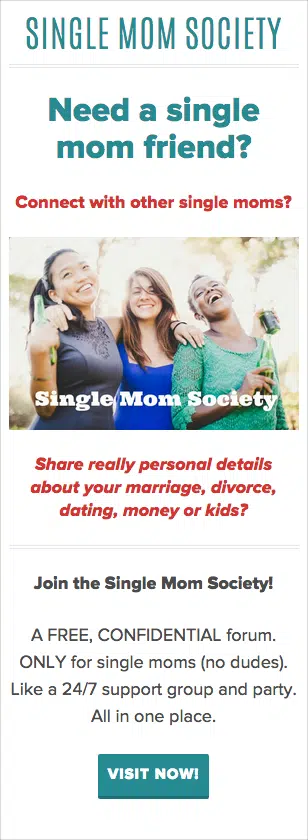 SINGLE MOM SOCIETY
Need a single
mom friend?
Connect with other single moms?
Single Mom Society
Share really personal details
about your marriage, divorce,
dating, money or kids?
Join the Single Mom Society!
A FREE, CONFIDENTIAL forum.
ONLY for single moms (no dudes).
Like a 24/7 support group and party.
All in one place.
VISIT NOW!